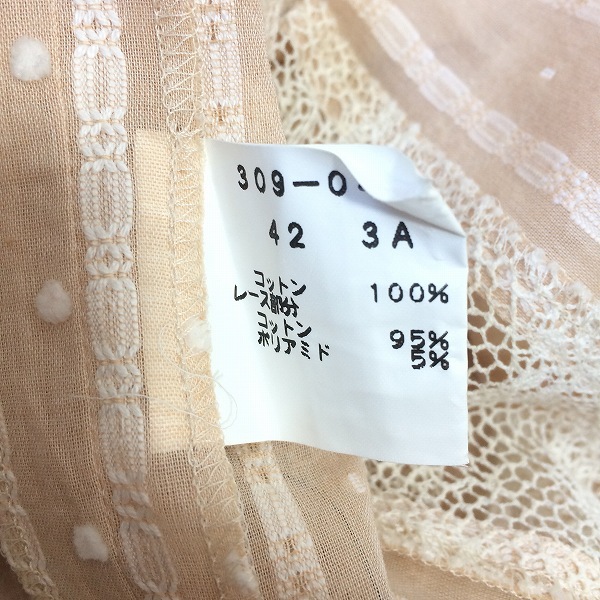 309-0
42 3A
コットン 100%
レース部分
コットン 95%
ポリアミド 5%